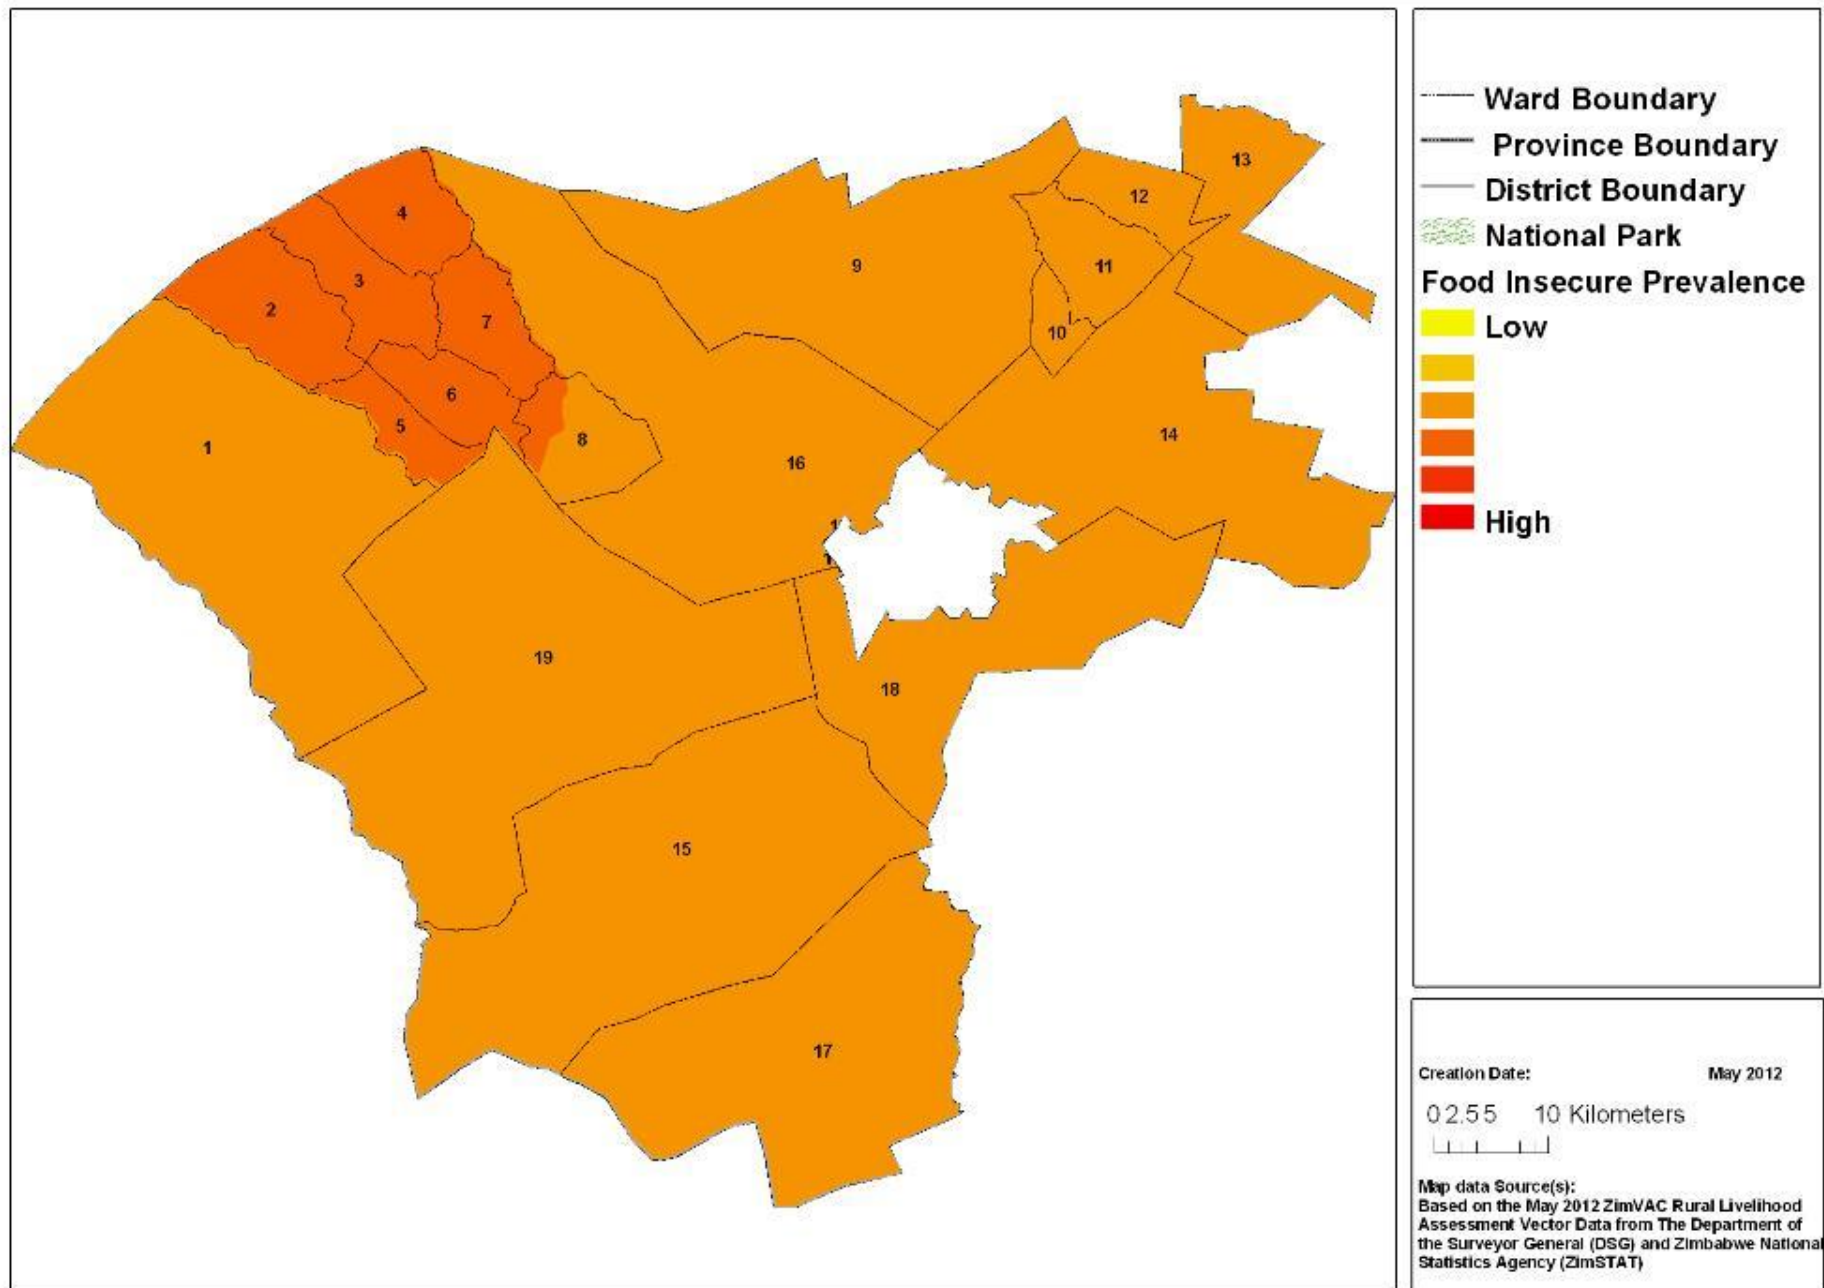 13
4
12
3
9
11
2
7
10
6
5
8
1
14
16
1
1
19
18
15
17
Ward Boundary
Province Boundary
District Boundary
National Park
Food Insecure Prevalence
Low
High
Creation Date: May 2012
0 2.5 5 10 Kilometers
Map data Source(s):
Based on the May 2012 ZimVAC Rural Livelihood
Assessment Vector Data from The Department of
the Surveyor General (DSG) and Zimbabwe National
Statistics Agency (ZimSTAT)